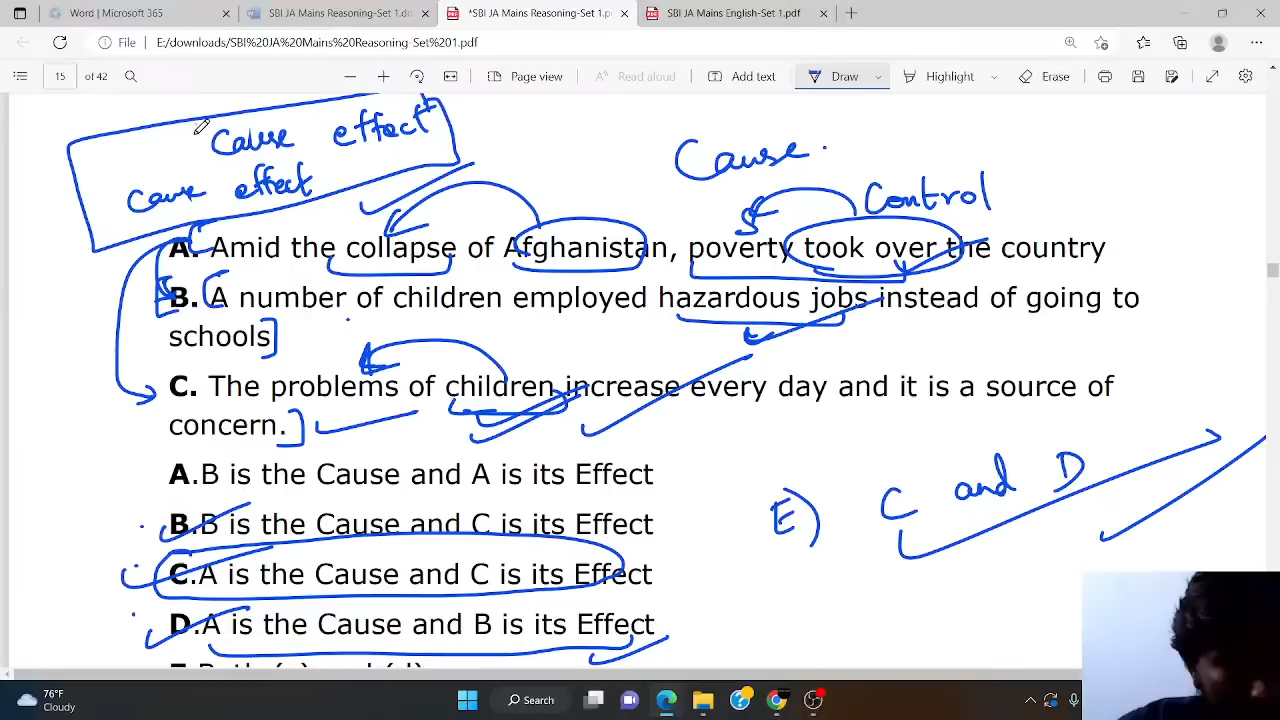 Word | Microsoft 365
SBI JA Mains Reasoning-Set 1.do
*SBI JA Mains Reasoning-Set 1.p
SBI JA Mains English-Set 1.pdf
File
E:/downloads/SBI%20JA%20Mains%20Reasoning-Set%201.pdf
15 of 42
Page view
Read aloud
Add text
Draw
Highlight
Erase
Cause effect
Cause effect
Cause.
Control
A. Amid the collapse of Afghanistan, poverty took over the country
B. A number of children employed hazardous jobs instead of going to
schools
C. The problems of children increase every day and it is a source of
concern.
A.B is the Cause and A is its Effect
B.B is the Cause and C is its Effect
C.A is the Cause and C is its Effect
D.A is the Cause and B is its Effect
E) C and D
76°F
Cloudy
Search